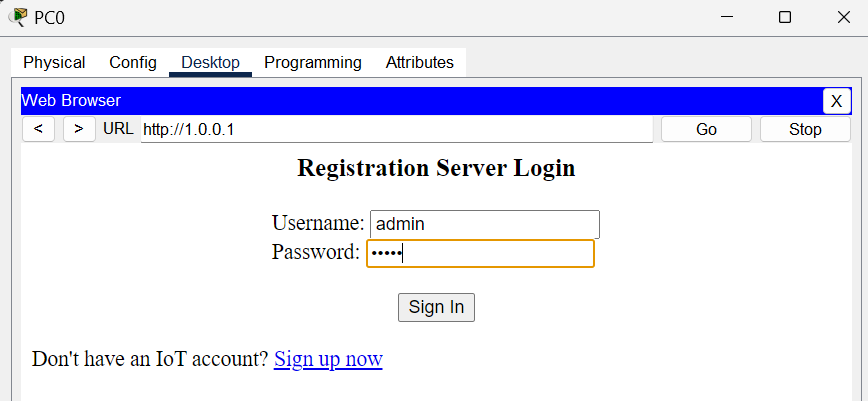 PC0
Physical Config Desktop Programming Attributes
Web Browser X
< > URL http://1.0.0.1 Go Stop
Registration Server Login
Username: admin
Password: •••••
Sign In
Don't have an IoT account? Sign up now